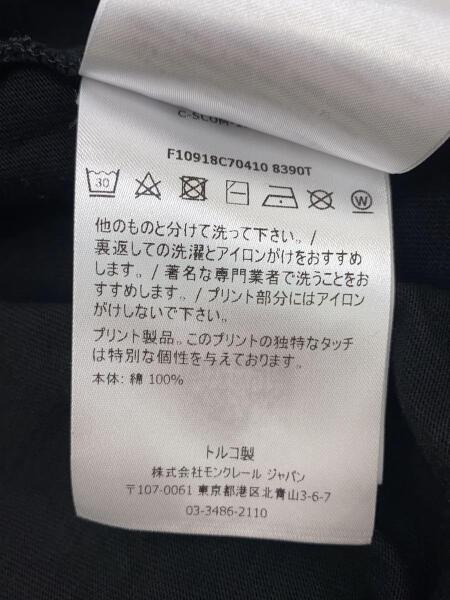 F10918C70410 8390T
30
W
他のものと分けて洗って下さい。/
裏返しての洗濯とアイロンがけをおすすめ
します。/ 著名な専門業者で洗うことをお
すすめします。/ プリント部分にはアイロン
がけしないで下さい。
プリント製品。このプリントの独特なタッチ
は特別な個性を与えております。
本体: 綿 100%
トルコ製
株式会社モンクレール ジャパン
〒107-0061 東京都港区北青山3-6-7
03-3486-2110